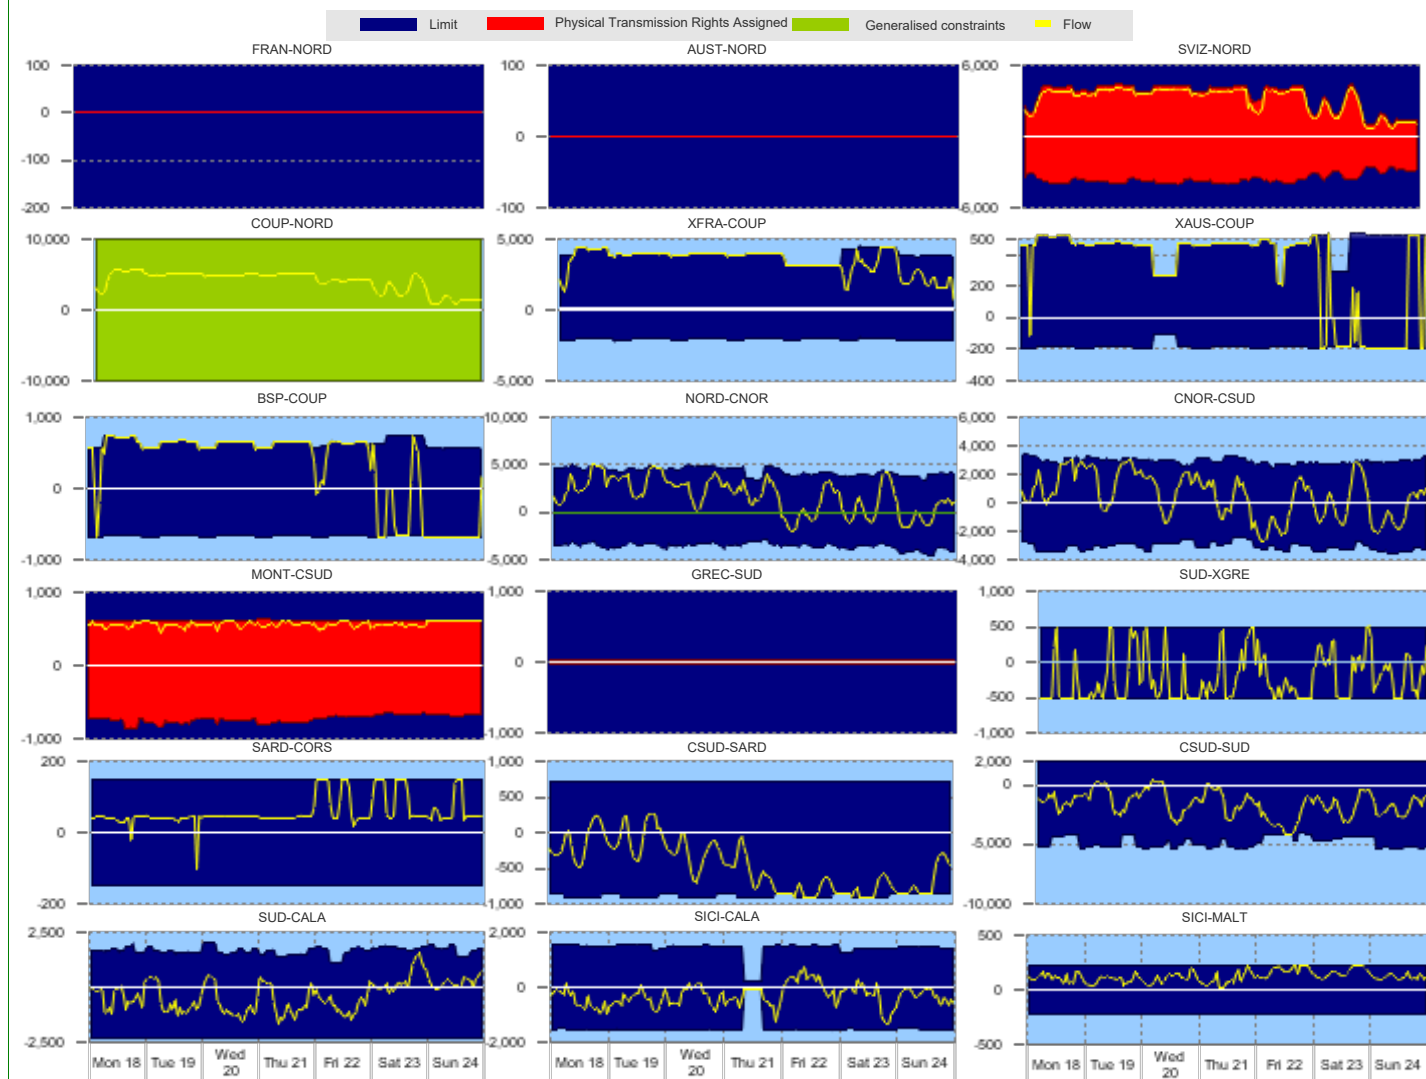 Limit Physical Transmission Rights Assigned Generalised constraints Flow
FRAN-NORD AUST-NORD SVIZ-NORD
100 100 6,000
0 0
-100
-200 -100 -6,000
COUP-NORD XFRA-COUP XAUS-COUP
10,000 5,000 500
200
0 0 0
-200
-10,000 -5,000 -400
BSP-COUP NORD-CNOR CNOR-CSUD
1,000 10,000 6,000
4,000
5,000 2,000
0 0 0
-2,000
-1,000 -5,000 -4,000
MONT-CSUD GREC-SUD SUD-XGRE
1,000 1,000 1,000
500
0 0 0
-500
-1,000 -1,000 -1,000
SARD-CORS CSUD-SARD CSUD-SUD
200 1,000 2,000
500 0
0 0
-500 -5,000
-200 -1,000 -10,000
SUD-CALA SICI-CALA SICI-MALT
2,500 2,000 500
0 0 0
-2,500 -2,000 -500
Mon 18 Tue 19 Wed 20 Thu 21 Fri 22 Sat 23 Sun 24 Mon 18 Tue 19 Wed 20 Thu 21 Fri 22 Sat 23 Sun 24 Mon 18 Tue 19 Wed 20 Thu 21 Fri 22 Sat 23 Sun 24